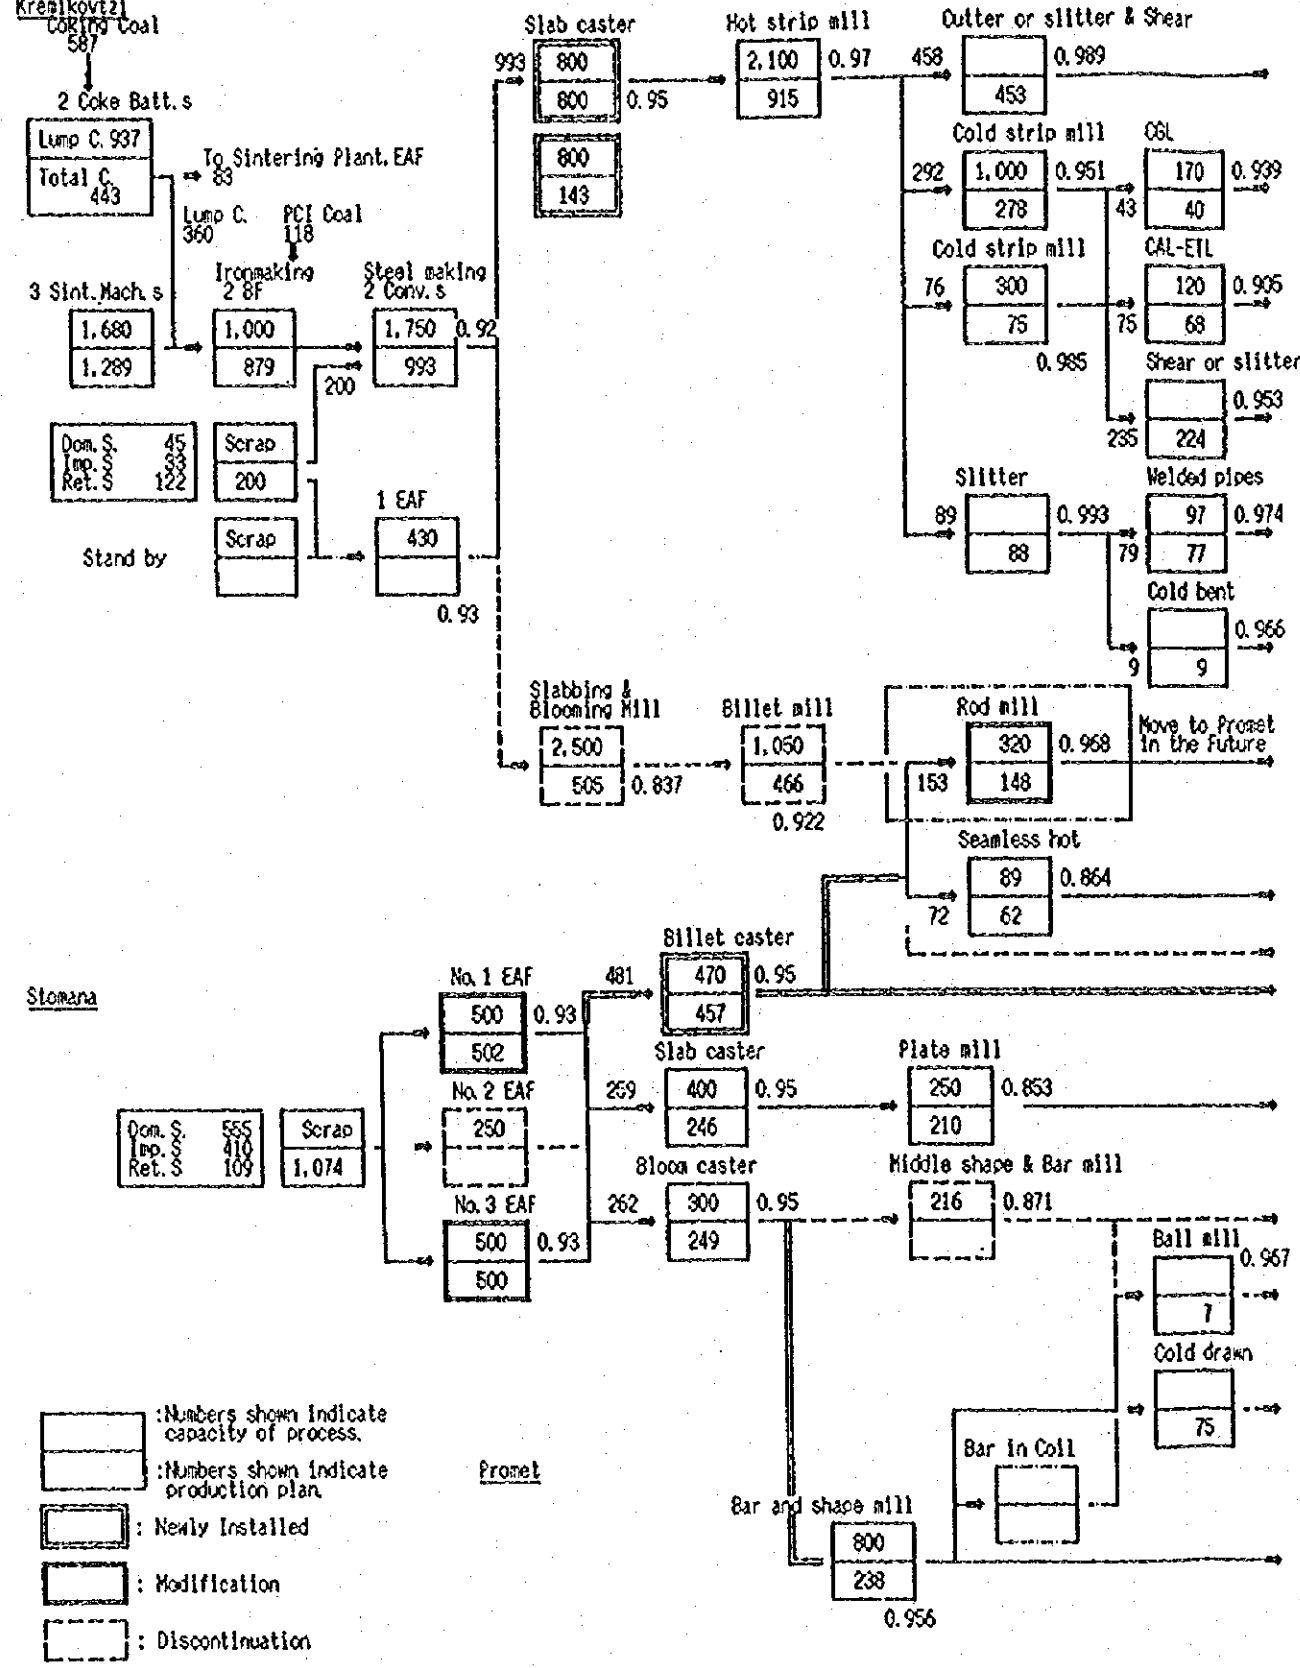 Kremikovtzi
Coking Coal
587
2 Coke Batt.s
Lump C. 937
Total C.
443
To Sintering Plant, EAF
83
Lump C.
360
PCI Coal
118
3 Sint.Mach.s
1,680
1,289
Ironmaking
2 BF
1,000
879
Steel making
2 Conv.s
1,750
0.92
993
200
Dom.S. 45
Imp.S 33
Ret.S 122
Scrap
200
Stand by
Scrap
1 EAF
430
0.93
Slab caster
993
800
800
0.95
800
143
Hot strip mill
2,100
0.97
915
Cutter or slitter & Shear
458
0.989
453
Cold strip mill
292
1,000
0.951
278
CGL
43
170
0.939
40
Cold strip mill
76
300
75
0.985
CAL-ETL
75
120
0.905
68
Shear or slitter
0.953
235
224
Slitter
89
0.993
88
Welded pipes
79
97
0.974
77
Cold bent
0.966
9
9
Slabbing &
Blooming Mill
2,500
505
0.837
Billet mill
1,050
466
0.922
Rod mill
153
320
0.968
148
Move to Promet
in the Future
Seamless hot
89
0.864
72
62
Stomana
Dom.S. 555
Imp.S 410
Ret.S 109
Scrap
1,074
No.1 EAF
500
0.93
502
No.2 EAF
250
No.3 EAF
500
0.93
500
Billet caster
481
470
0.95
457
Slab caster
259
400
0.95
246
Plate mill
250
0.853
210
Bloom caster
262
300
0.95
249
Middle shape & Bar mill
216
0.871
Ball mill
0.967
7
Cold drawn
75
Bar in Coil
Promet
Bar and shape mill
800
238
0.956
:Numbers shown indicate
capacity of process.
:Numbers shown indicate
production plan.
: Newly Installed
: Modification
: Discontinuation